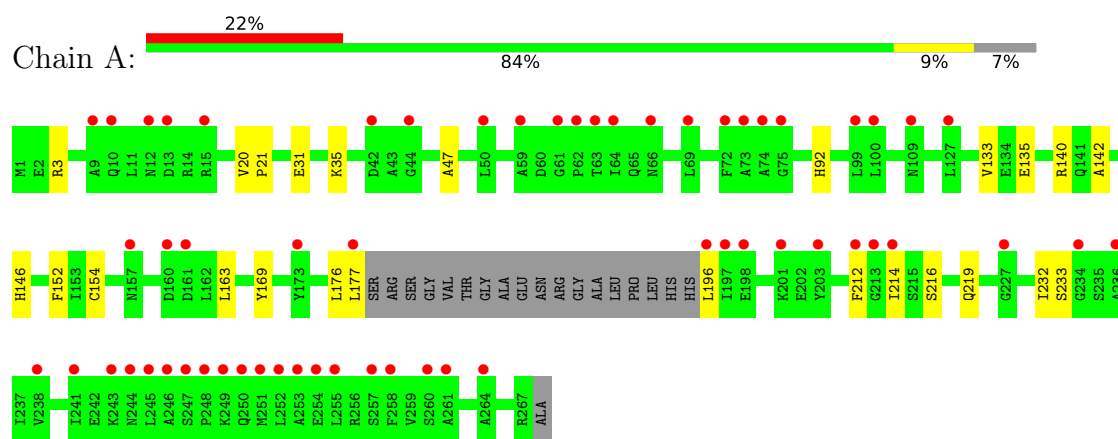 22%
Chain A:
84% 9% 7%
M1 E2 R3 A9 Q10 L11 N12 D13 R14 R15 V20 P21 E31 K35 D42 A43 G44 A47 L50 A59 D60 G61 P62 T63 I64 Q65 N66 L69 F72 A73 A74 G75 H92 L99 L100 N109 L127 V133 E134 E135 R140 Q141 A142
H146 F152 I153 C154 N157 D160 D161 L162 L163 Y169 Y173 L176 L177 SER ARG SER GLY VAL THR GLY ALA GLU ASN ARG GLY ALA LEU PRO LEU HIS HIS L196 I197 E198 K201 E202 Y203 F212 G213 I214 S215 S216 Q219 G227 I232 S233 G234 S235 A236
I237 V238 I241 E242 K243 N244 L245 A246 S247 P248 K249 Q250 M251 L252 A253 E254 L255 R256 S257 F258 V259 S260 A261 A264 R267 ALA